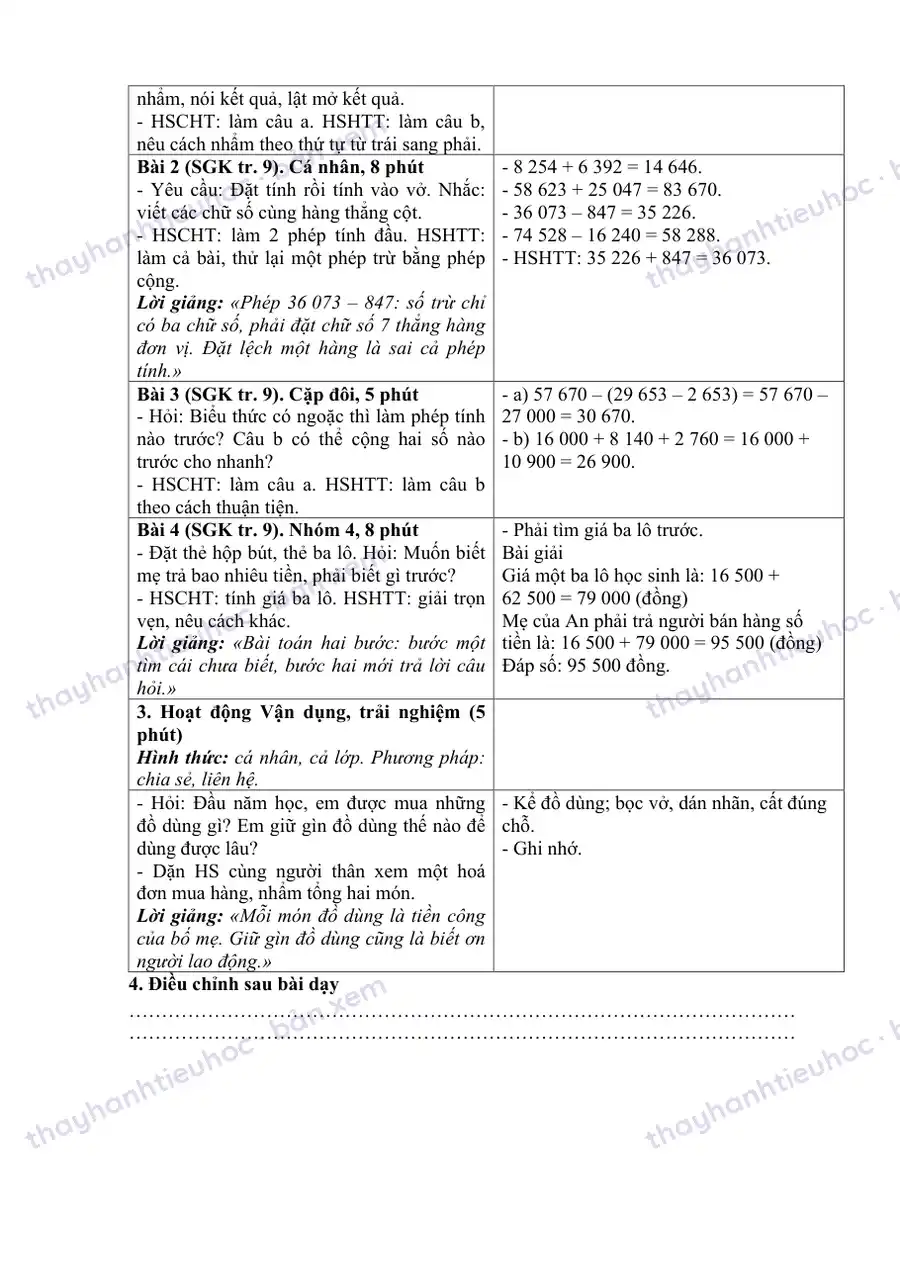 nhẩm, nói kết quả, lật mở kết quả.
- HSCHT: làm câu a. HSHTT: làm câu b,
nêu cách nhẩm theo thứ tự từ trái sang phải.
Bài 2 (SGK tr. 9). Cá nhân, 8 phút
- Yêu cầu: Đặt tính rồi tính vào vở. Nhắc:
viết các chữ số cùng hàng thẳng cột.
- HSCHT: làm 2 phép tính đầu. HSHTT:
làm cả bài, thử lại một phép trừ bằng phép
cộng.
Lời giảng: «Phép 36 073 – 847: số trừ chỉ
có ba chữ số, phải đặt chữ số 7 thẳng hàng
đơn vị. Đặt lệch một hàng là sai cả phép
tính.»
- 8 254 + 6 392 = 14 646.
- 58 623 + 25 047 = 83 670.
- 36 073 – 847 = 35 226.
- 74 528 – 16 240 = 58 288.
- HSHTT: 35 226 + 847 = 36 073.
Bài 3 (SGK tr. 9). Cặp đôi, 5 phút
- Hỏi: Biểu thức có ngoặc thì làm phép tính
nào trước? Câu b có thể cộng hai số nào
trước cho nhanh?
- HSCHT: làm câu a. HSHTT: làm câu b
theo cách thuận tiện.
- a) 57 670 – (29 653 – 2 653) = 57 670 –
27 000 = 30 670.
- b) 16 000 + 8 140 + 2 760 = 16 000 +
10 900 = 26 900.
Bài 4 (SGK tr. 9). Nhóm 4, 8 phút
- Đặt thẻ hộp bút, thẻ ba lô. Hỏi: Muốn biết
mẹ trả bao nhiêu tiền, phải biết gì trước?
- HSCHT: tính giá ba lô. HSHTT: giải trọn
vẹn, nêu cách khác.
Lời giảng: «Bài toán hai bước: bước một
tìm cái chưa biết, bước hai mới trả lời câu
hỏi.»
- Phải tìm giá ba lô trước.
Bài giải
Giá một ba lô học sinh là: 16 500 +
62 500 = 79 000 (đồng)
Mẹ của An phải trả người bán hàng số
tiền là: 16 500 + 79 000 = 95 500 (đồng)
Đáp số: 95 500 đồng.
3. Hoạt động Vận dụng, trải nghiệm (5
phút)
Hình thức: cá nhân, cả lớp. Phương pháp:
chia sẻ, liên hệ.
- Hỏi: Đầu năm học, em được mua những
đồ dùng gì? Em giữ gìn đồ dùng thế nào để
dùng được lâu?
- Dặn HS cùng người thân xem một hoá
đơn mua hàng, nhẩm tổng hai món.
Lời giảng: «Mỗi món đồ dùng là tiền công
của bố mẹ. Giữ gìn đồ dùng cũng là biết ơn
người lao động.»
- Kể đồ dùng; bọc vở, dán nhãn, cất đúng
chỗ.
- Ghi nhớ.
4. Điều chỉnh sau bài dạy
thayhanhtieuhoc · bản xem
thayhanhtieuhoc · b
thayhanhtieuhoc · bản xem
thayhanhtieuhoc · b
thayhanhtieuhoc · bản xem
thayhanhtieuhoc · b